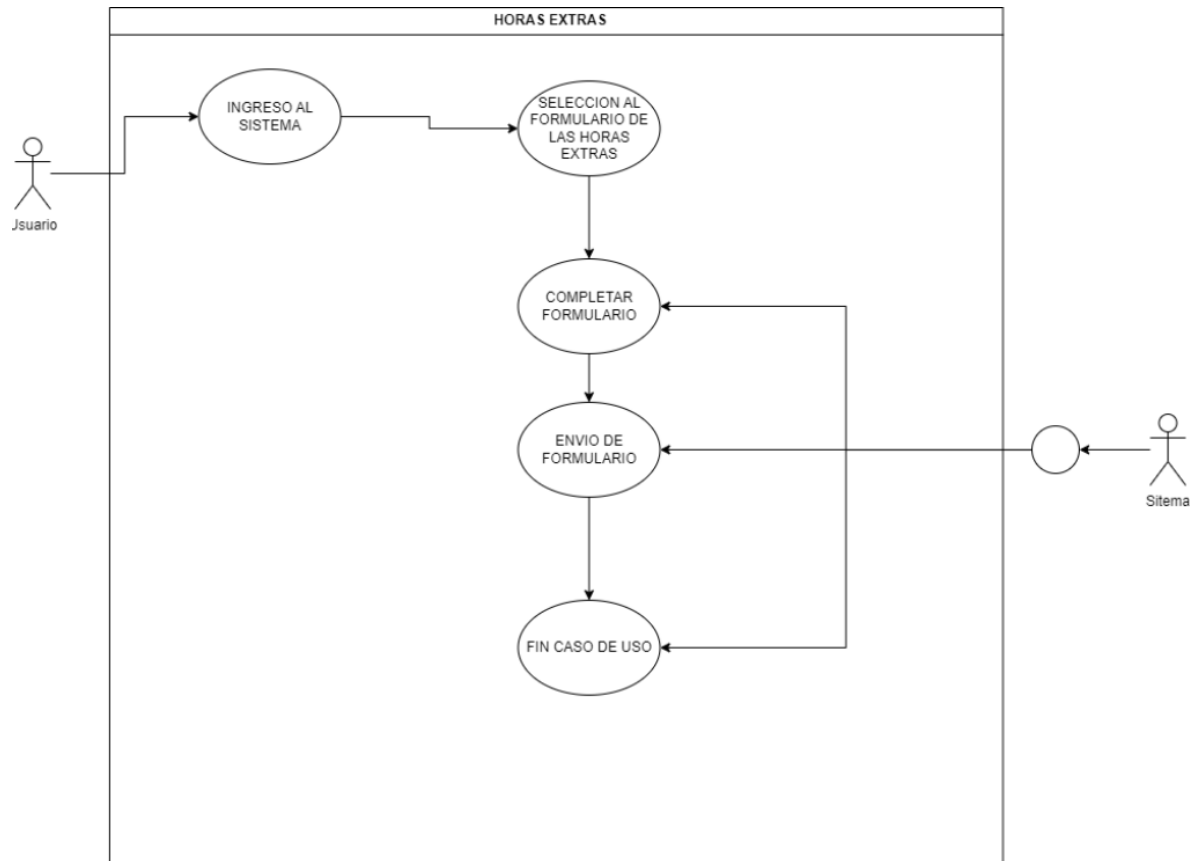 HORAS EXTRAS
INGRESO AL
SISTEMA
SELECCION AL
FORMULARIO DE
LAS HORAS
EXTRAS
Usuario
COMPLETAR
FORMULARIO
ENVIO DE
FORMULARIO
Sitema
FIN CASO DE USO